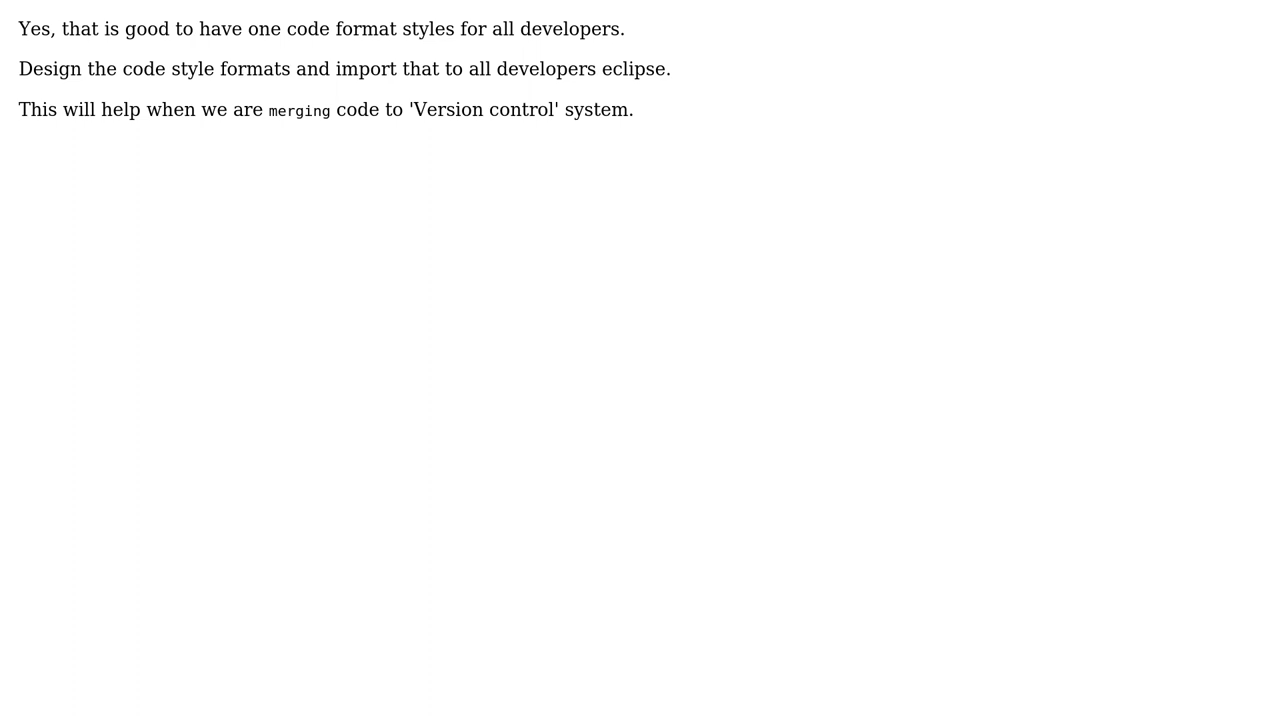 Yes, that is good to have one code format styles for all developers.
Design the code style formats and import that to all developers eclipse.
This will help when we are merging code to 'Version control' system.